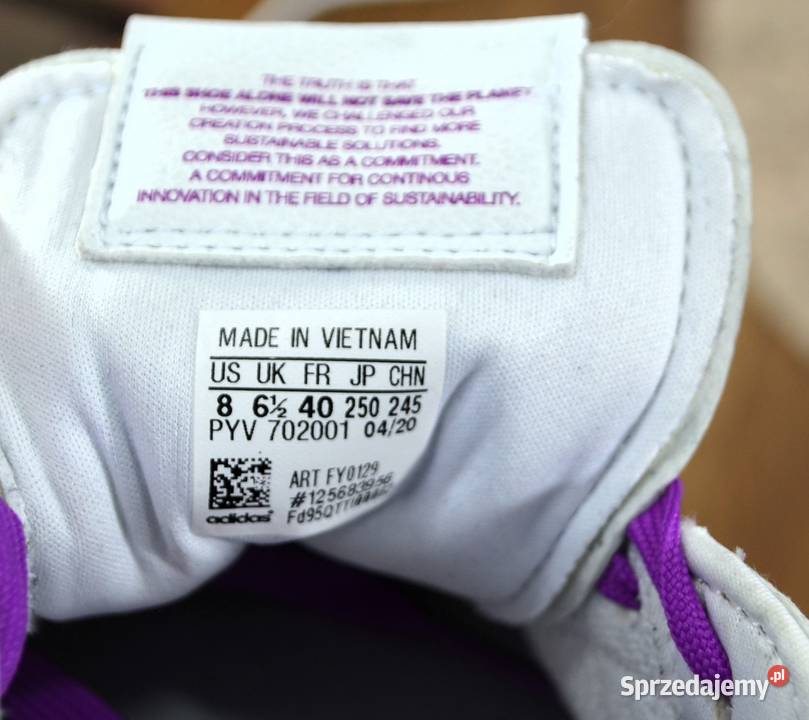 THE TRUTH IS THAT
THIS SHOE ALONE WILL NOT SAVE THE PLANET.
HOWEVER, WE CHALLENGED OUR
CREATION PROCESS TO FIND MORE
SUSTAINABLE SOLUTIONS.
CONSIDER THIS AS A COMMITMENT.
A COMMITMENT FOR CONTINOUS
INNOVATION IN THE FIELD OF SUSTAINABILITY.
MADE IN VIETNAM
US UK FR JP CHN
8 6½ 40 250 245
PYV 702001 04/20
ART FY0129
#125683956
adidas
Sprzedajemy.pl